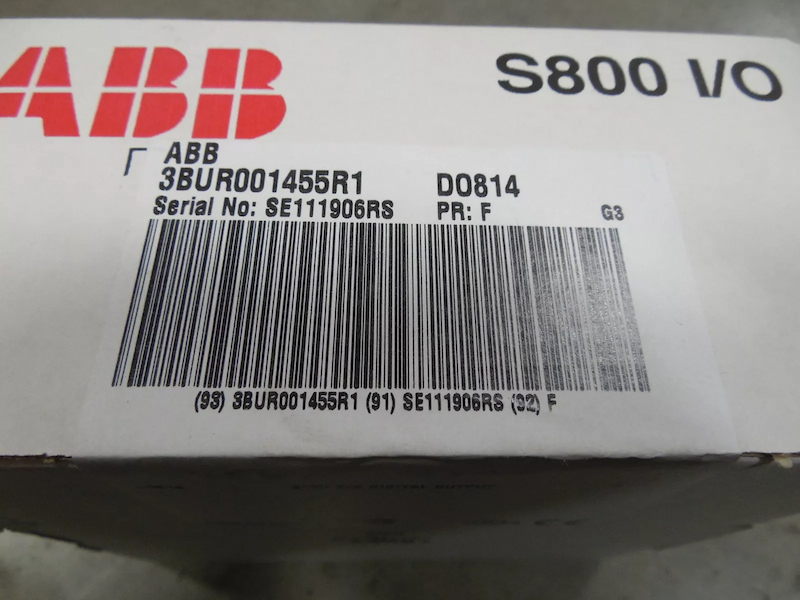 ABB
S800 I/O
ABB
3BUR001455R1 DO814
Serial No: SE111906RS PR: F G3
(93) 3BUR001455R1 (91) SE111906RS (92) F